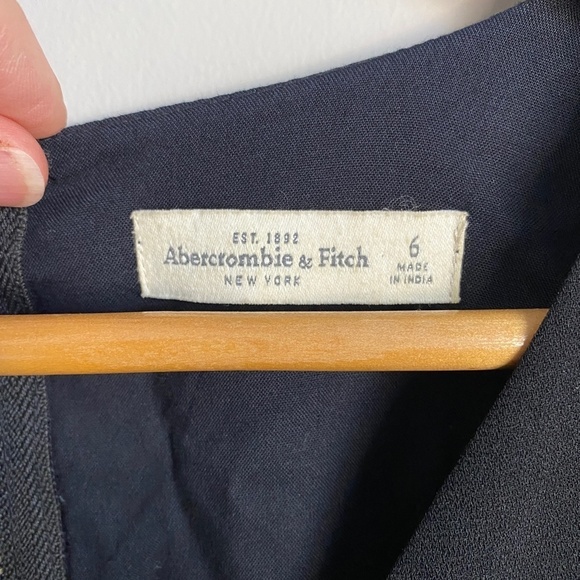 EST. 1892
Abercrombie & Fitch
NEW YORK
6
MADE
IN INDIA